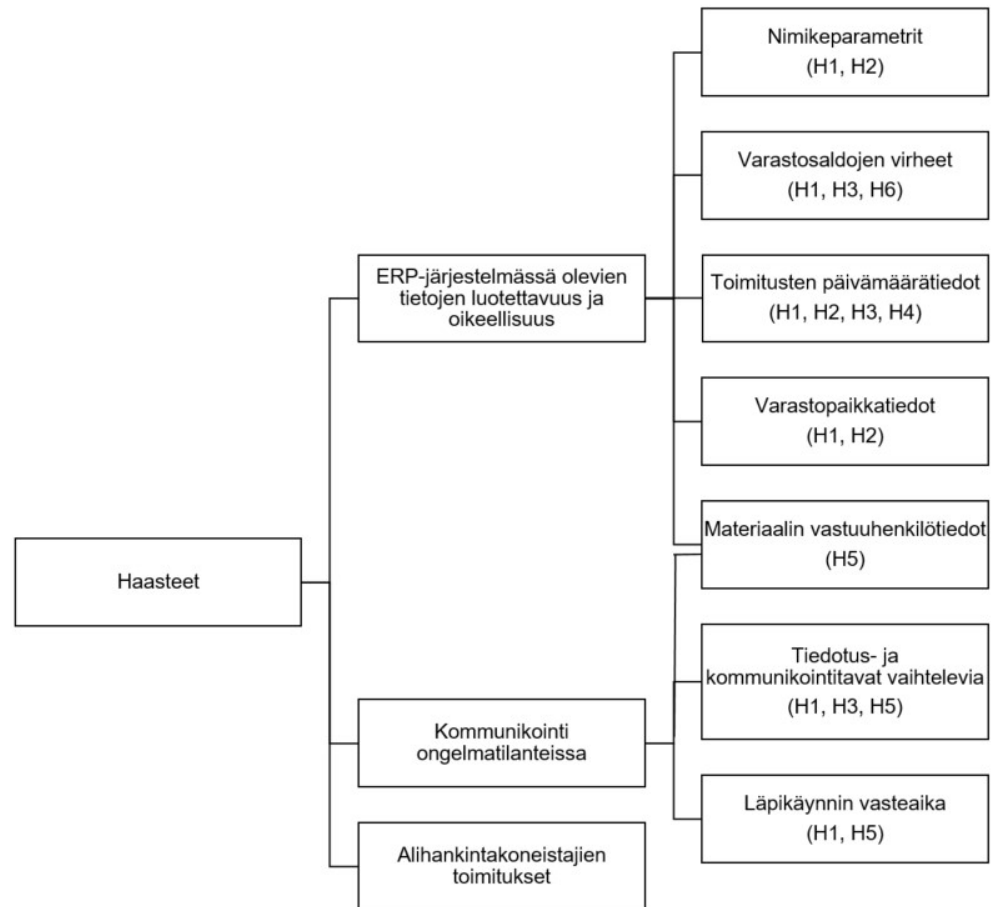 Haasteet
ERP-järjestelmässä olevien
tietojen luotettavuus ja
oikeellisuus
Kommunikointi
ongelmatilanteissa
Alihankintakoneistajien
toimitukset
Nimikeparametrit
(H1, H2)
Varastosaldojen virheet
(H1, H3, H6)
Toimitusten päivämäärätiedot
(H1, H2, H3, H4)
Varastopaikkatiedot
(H1, H2)
Materiaalin vastuuhenkilötiedot
(H5)
Tiedotus- ja
kommunikointitavat vaihtelevia
(H1, H3, H5)
Läpikäynnin vasteaika
(H1, H5)